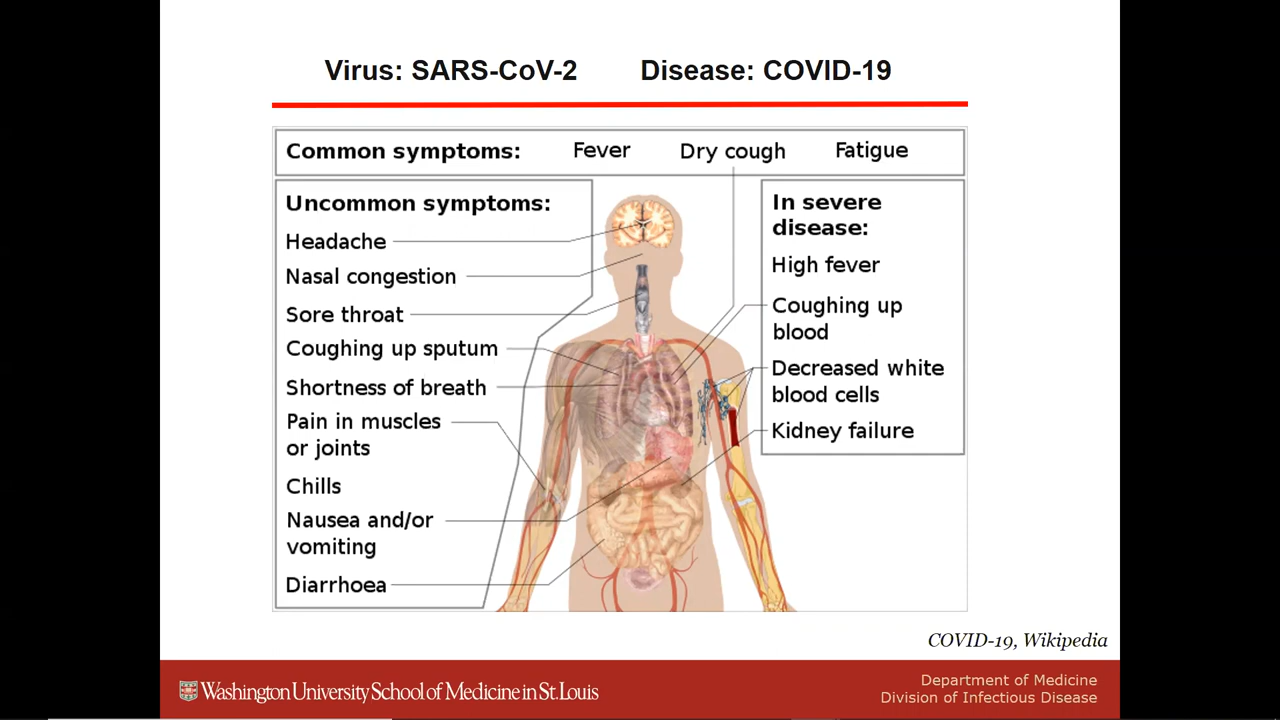 Virus: SARS-CoV-2 Disease: COVID-19
Common symptoms: Fever Dry cough Fatigue
Uncommon symptoms:
Headache
Nasal congestion
Sore throat
Coughing up sputum
Shortness of breath
Pain in muscles
or joints
Chills
Nausea and/or
vomiting
Diarrhoea
In severe
disease:
High fever
Coughing up
blood
Decreased white
blood cells
Kidney failure
COVID-19, Wikipedia
Washington University School of Medicine in St. Louis
Department of Medicine
Division of Infectious Disease